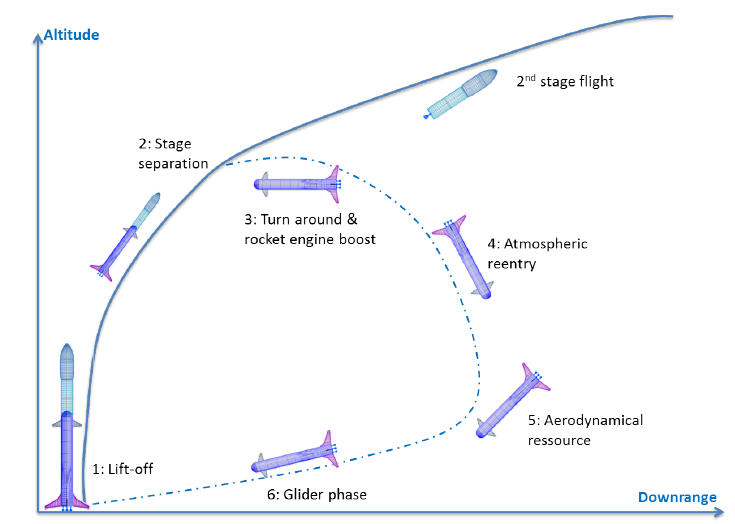 Altitude
2nd stage flight
2: Stage
separation
3: Turn around &
rocket engine boost
4: Atmospheric
reentry
5: Aerodynamical
ressource
1: Lift-off
6: Glider phase
Downrange